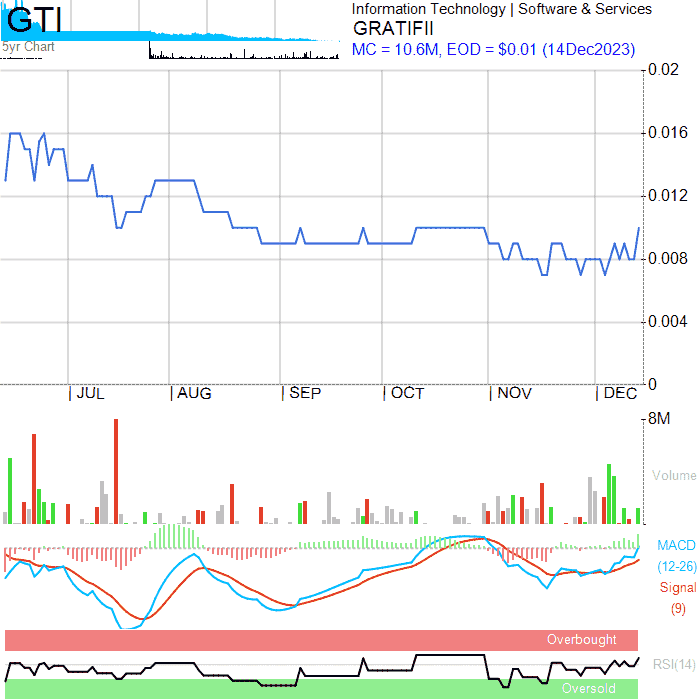 GTI
5yr Chart
Information Technology | Software & Services
GRATIFII
MC = 10.6M, EOD = $0.01 (14Dec2023)
0.02
0.016
0.012
0.008
0.004
0
JUL AUG SEP OCT NOV DEC
8M
Volume
MACD
(12-26)
Signal
(9)
Overbought
RSI(14)
Oversold